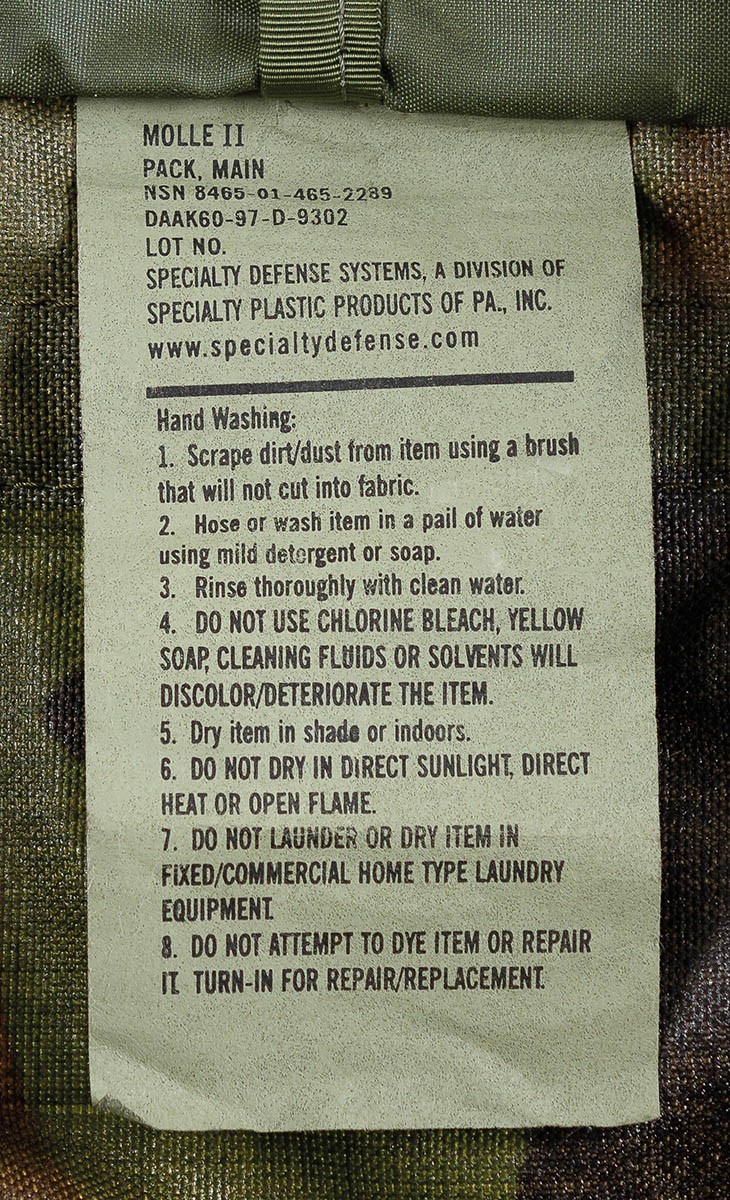 MOLLE II
PACK, MAIN
NSN 8465-01-465-2289
DAAK60-97-D-9302
LOT NO.
SPECIALTY DEFENSE SYSTEMS, A DIVISION OF
SPECIALTY PLASTIC PRODUCTS OF PA., INC.
www.specialtydefense.com
Hand Washing:
1. Scrape dirt/dust from item using a brush
that will not cut into fabric.
2. Hose or wash item in a pail of water
using mild detergent or soap.
3. Rinse thoroughly with clean water.
4. DO NOT USE CHLORINE BLEACH, YELLOW
SOAP, CLEANING FLUIDS OR SOLVENTS WILL
DISCOLOR/DETERIORATE THE ITEM.
5. Dry item in shade or indoors.
6. DO NOT DRY IN DIRECT SUNLIGHT, DIRECT
HEAT OR OPEN FLAME.
7. DO NOT LAUNDER OR DRY ITEM IN
FIXED/COMMERCIAL HOME TYPE LAUNDRY
EQUIPMENT.
8. DO NOT ATTEMPT TO DYE ITEM OR REPAIR
IT. TURN-IN FOR REPAIR/REPLACEMENT.